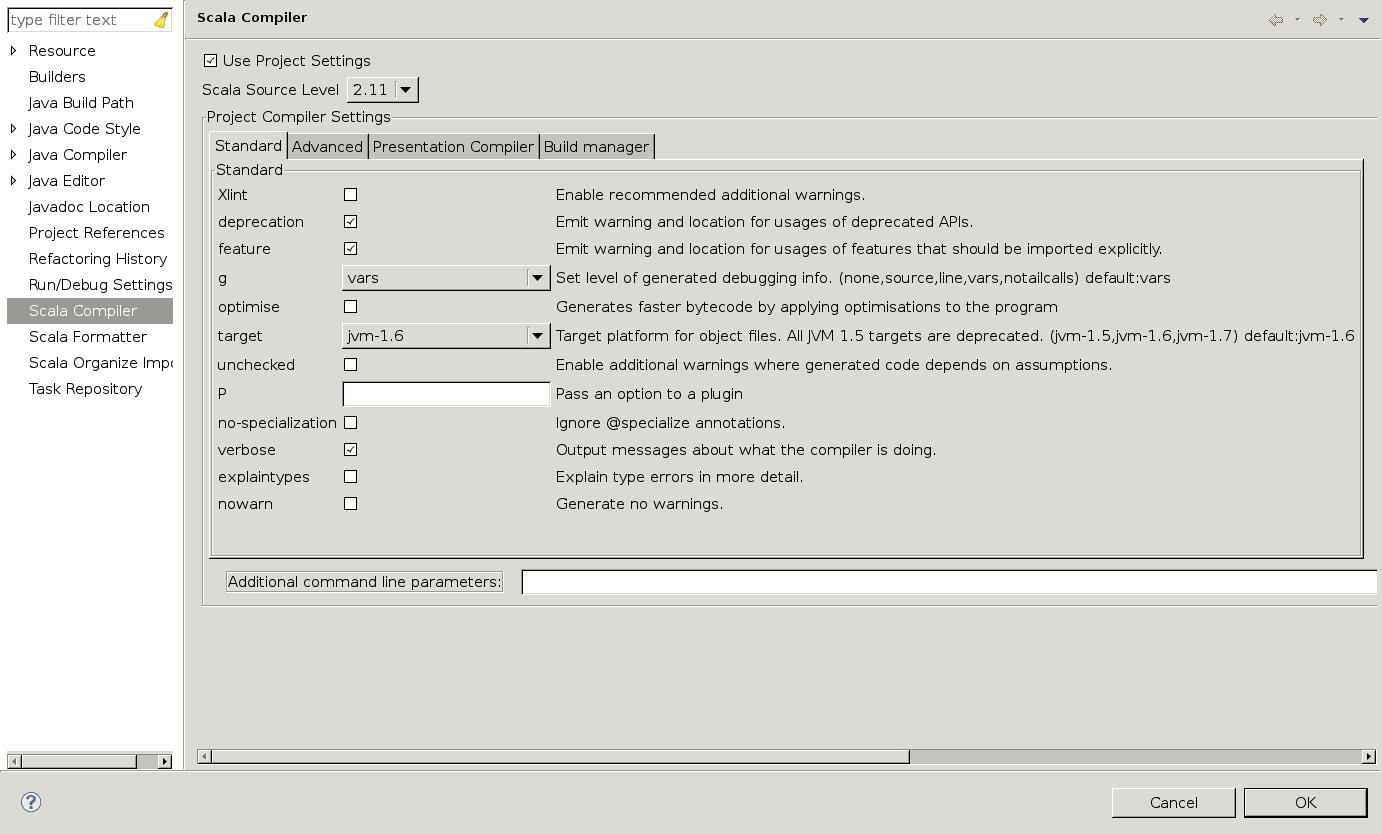 type filter text
Resource
Builders
Java Build Path
Java Code Style
Java Compiler
Java Editor
Javadoc Location
Project References
Refactoring History
Run/Debug Settings
Scala Compiler
Scala Formatter
Scala Organize Impo
Task Repository
Scala Compiler
Use Project Settings
Scala Source Level 2.11
Project Compiler Settings
Standard Advanced Presentation Compiler Build manager
Standard
Xlint Enable recommended additional warnings.
deprecation Emit warning and location for usages of deprecated APIs.
feature Emit warning and location for usages of features that should be imported explicitly.
g vars Set level of generated debugging info. (none,source,line,vars,notailcalls) default:vars
optimise Generates faster bytecode by applying optimisations to the program
target jvm-1.6 Target platform for object files. All JVM 1.5 targets are deprecated. (jvm-1.5,jvm-1.6,jvm-1.7) default:jvm-1.6
unchecked Enable additional warnings where generated code depends on assumptions.
P Pass an option to a plugin
no-specialization Ignore @specialize annotations.
verbose Output messages about what the compiler is doing.
explaintypes Explain type errors in more detail.
nowarn Generate no warnings.
Additional command line parameters:
? Cancel OK